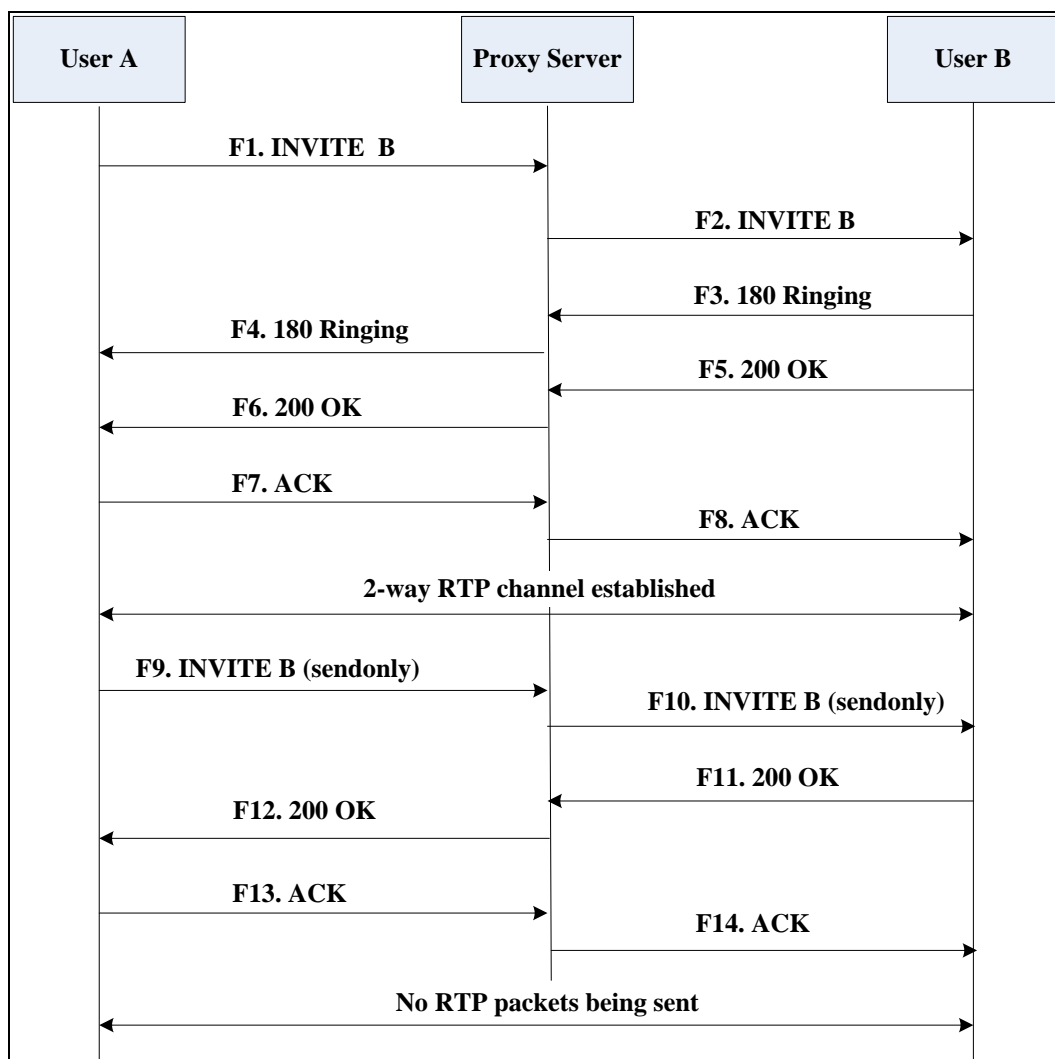 User A
Proxy Server
User B
F1. INVITE  B
F2. INVITE B
F3. 180 Ringing
F4. 180 Ringing
F5. 200 OK
F6. 200 OK
F7. ACK
F8. ACK
2-way RTP channel established
F9. INVITE B (sendonly)
F10. INVITE B (sendonly)
F11. 200 OK
F12. 200 OK
F13. ACK
F14. ACK
No RTP packets being sent